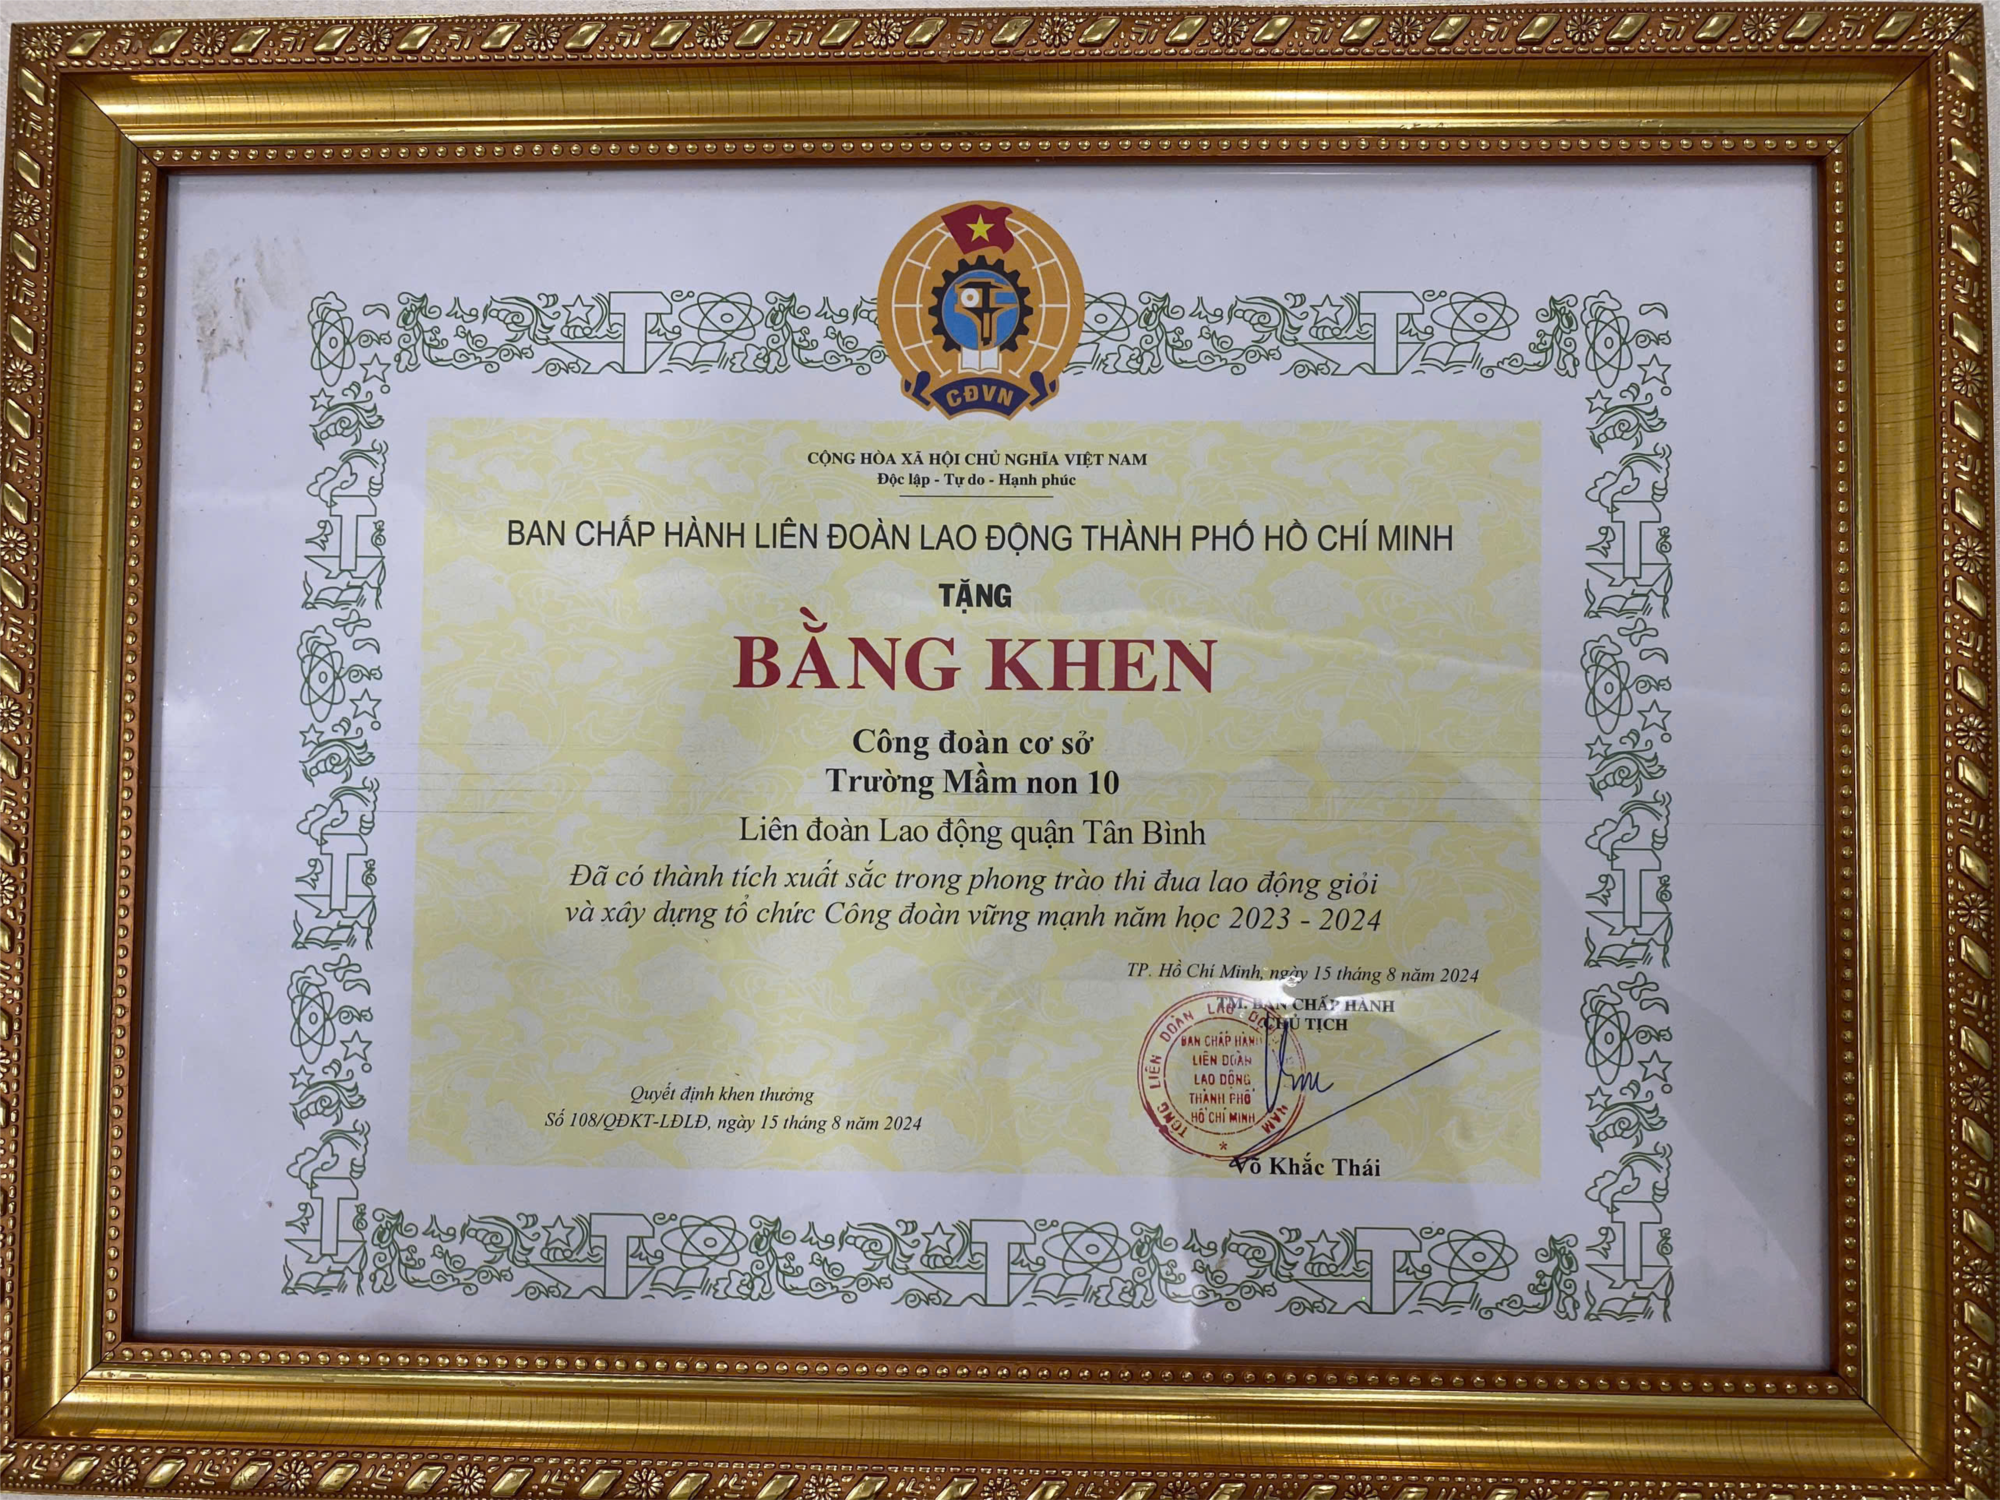 CĐVN
CỘNG HÒA XÃ HỘI CHỦ NGHĨA VIỆT NAM
Độc lập - Tự do - Hạnh phúc
BAN CHẤP HÀNH LIÊN ĐOÀN LAO ĐỘNG THÀNH PHỐ HỒ CHÍ MINH
TẶNG
BẰNG KHEN
Công đoàn cơ sở
Trường Mầm non 10
Liên đoàn Lao động quận Tân Bình
Đã có thành tích xuất sắc trong phong trào thi đua lao động giỏi
và xây dựng tổ chức Công đoàn vững mạnh năm học 2023 - 2024
TP. Hồ Chí Minh, ngày 15 tháng 8 năm 2024
TM. BAN CHẤP HÀNH
CHỦ TỊCH
TỔNG LIÊN ĐOÀN LAO ĐỘNG NAM
BAN CHẤP HÀNH
LIÊN ĐOÀN
LAO ĐỘNG
THÀNH PHỐ
HỒ CHÍ MINH
Võ Khắc Thái
Quyết định khen thưởng
Số 108/QĐKT-LĐLĐ, ngày 15 tháng 8 năm 2024